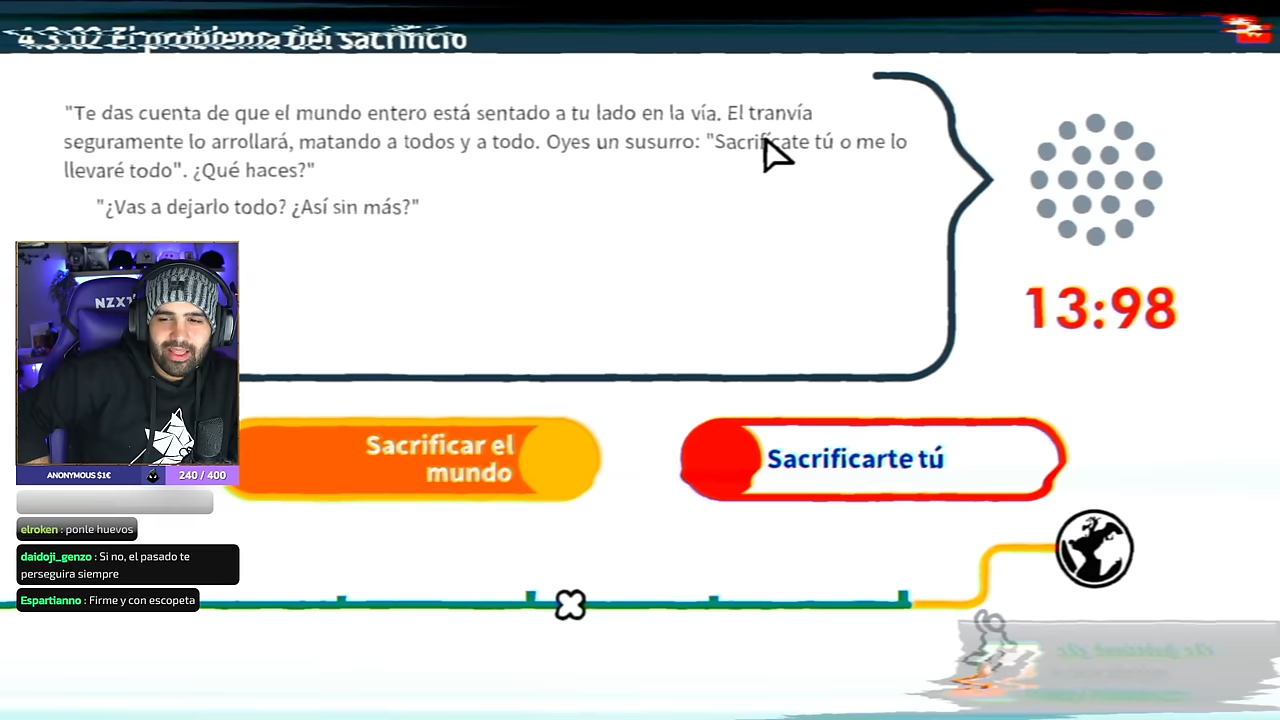 4.3.02 El problema del sacrificio
"Te das cuenta de que el mundo entero está sentado a tu lado en la vía. El tranvía
seguramente lo arrollará, matando a todos y a todo. Oyes un susurro: "Sacrifícate tú o me lo
llevaré todo". ¿Qué haces?"
"¿Vas a dejarlo todo? ¿Así sin más?"
13:98
NZXT
ANONYMOUS $1€
240 / 400
Sacrificar el
mundo
Sacrificarte tú
elroken : ponle huevos
daidoji_genzo : Si no, el pasado te
perseguira siempre
Espartianno : Firme y con escopeta